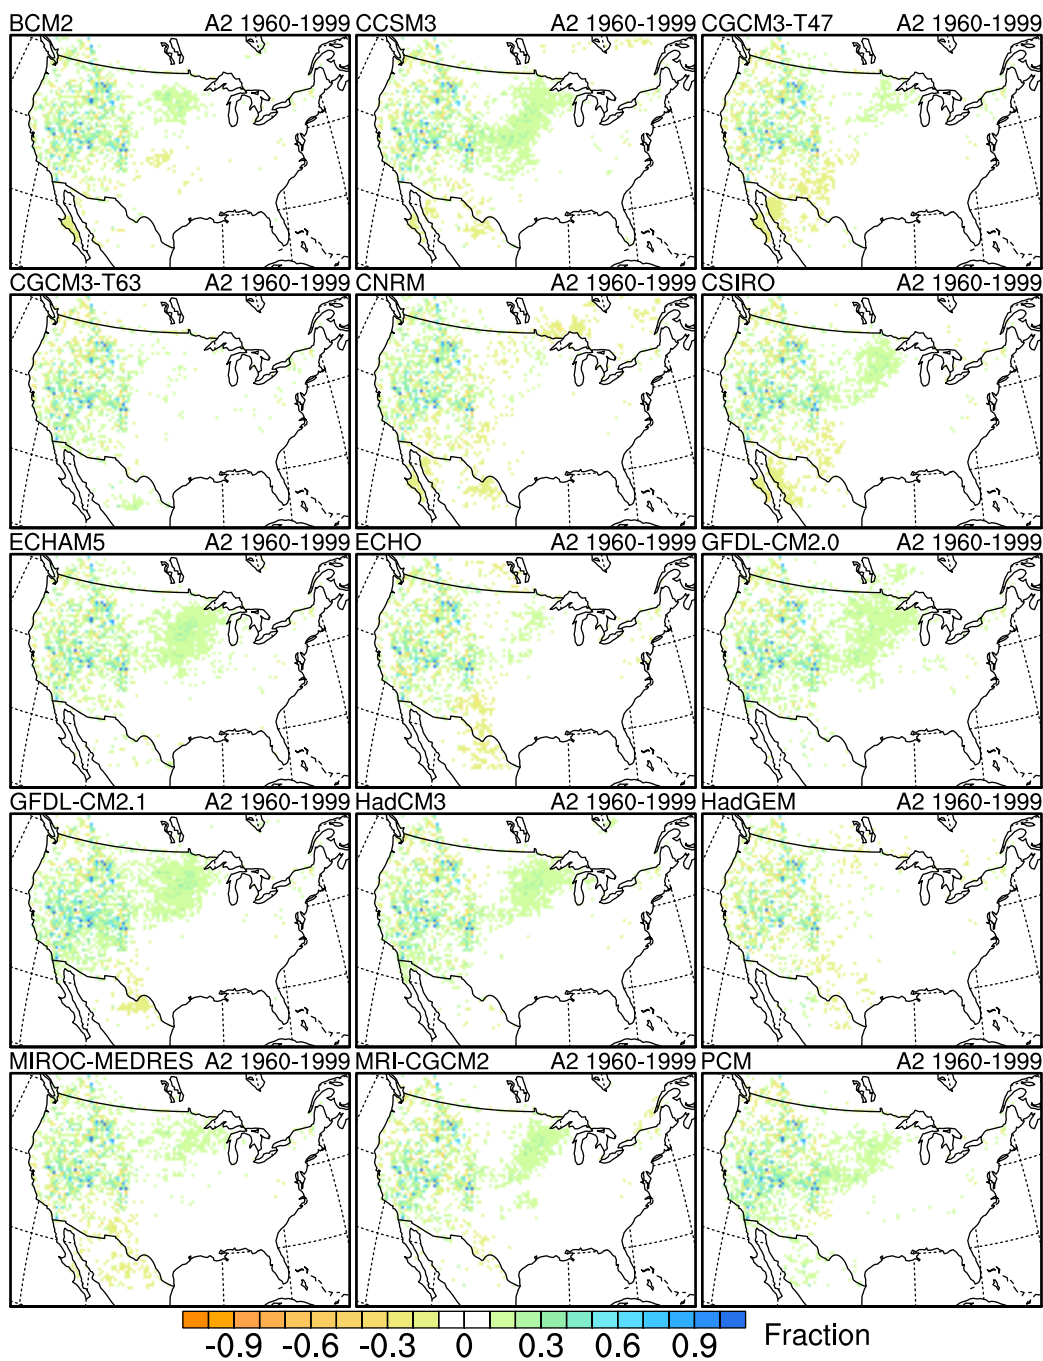 BCM2 A2 1960-1999 CCSM3 A2 1960-1999 CGCM3-T47 A2 1960-1999
CGCM3-T63 A2 1960-1999 CNRM A2 1960-1999 CSIRO A2 1960-1999
ECHAM5 A2 1960-1999 ECHO A2 1960-1999 GFDL-CM2.0 A2 1960-1999
GFDL-CM2.1 A2 1960-1999 HadCM3 A2 1960-1999 HadGEM A2 1960-1999
MIROC-MEDRES A2 1960-1999 MRI-CGCM2 A2 1960-1999 PCM A2 1960-1999
-0.9 -0.6 -0.3 0 0.3 0.6 0.9 Fraction